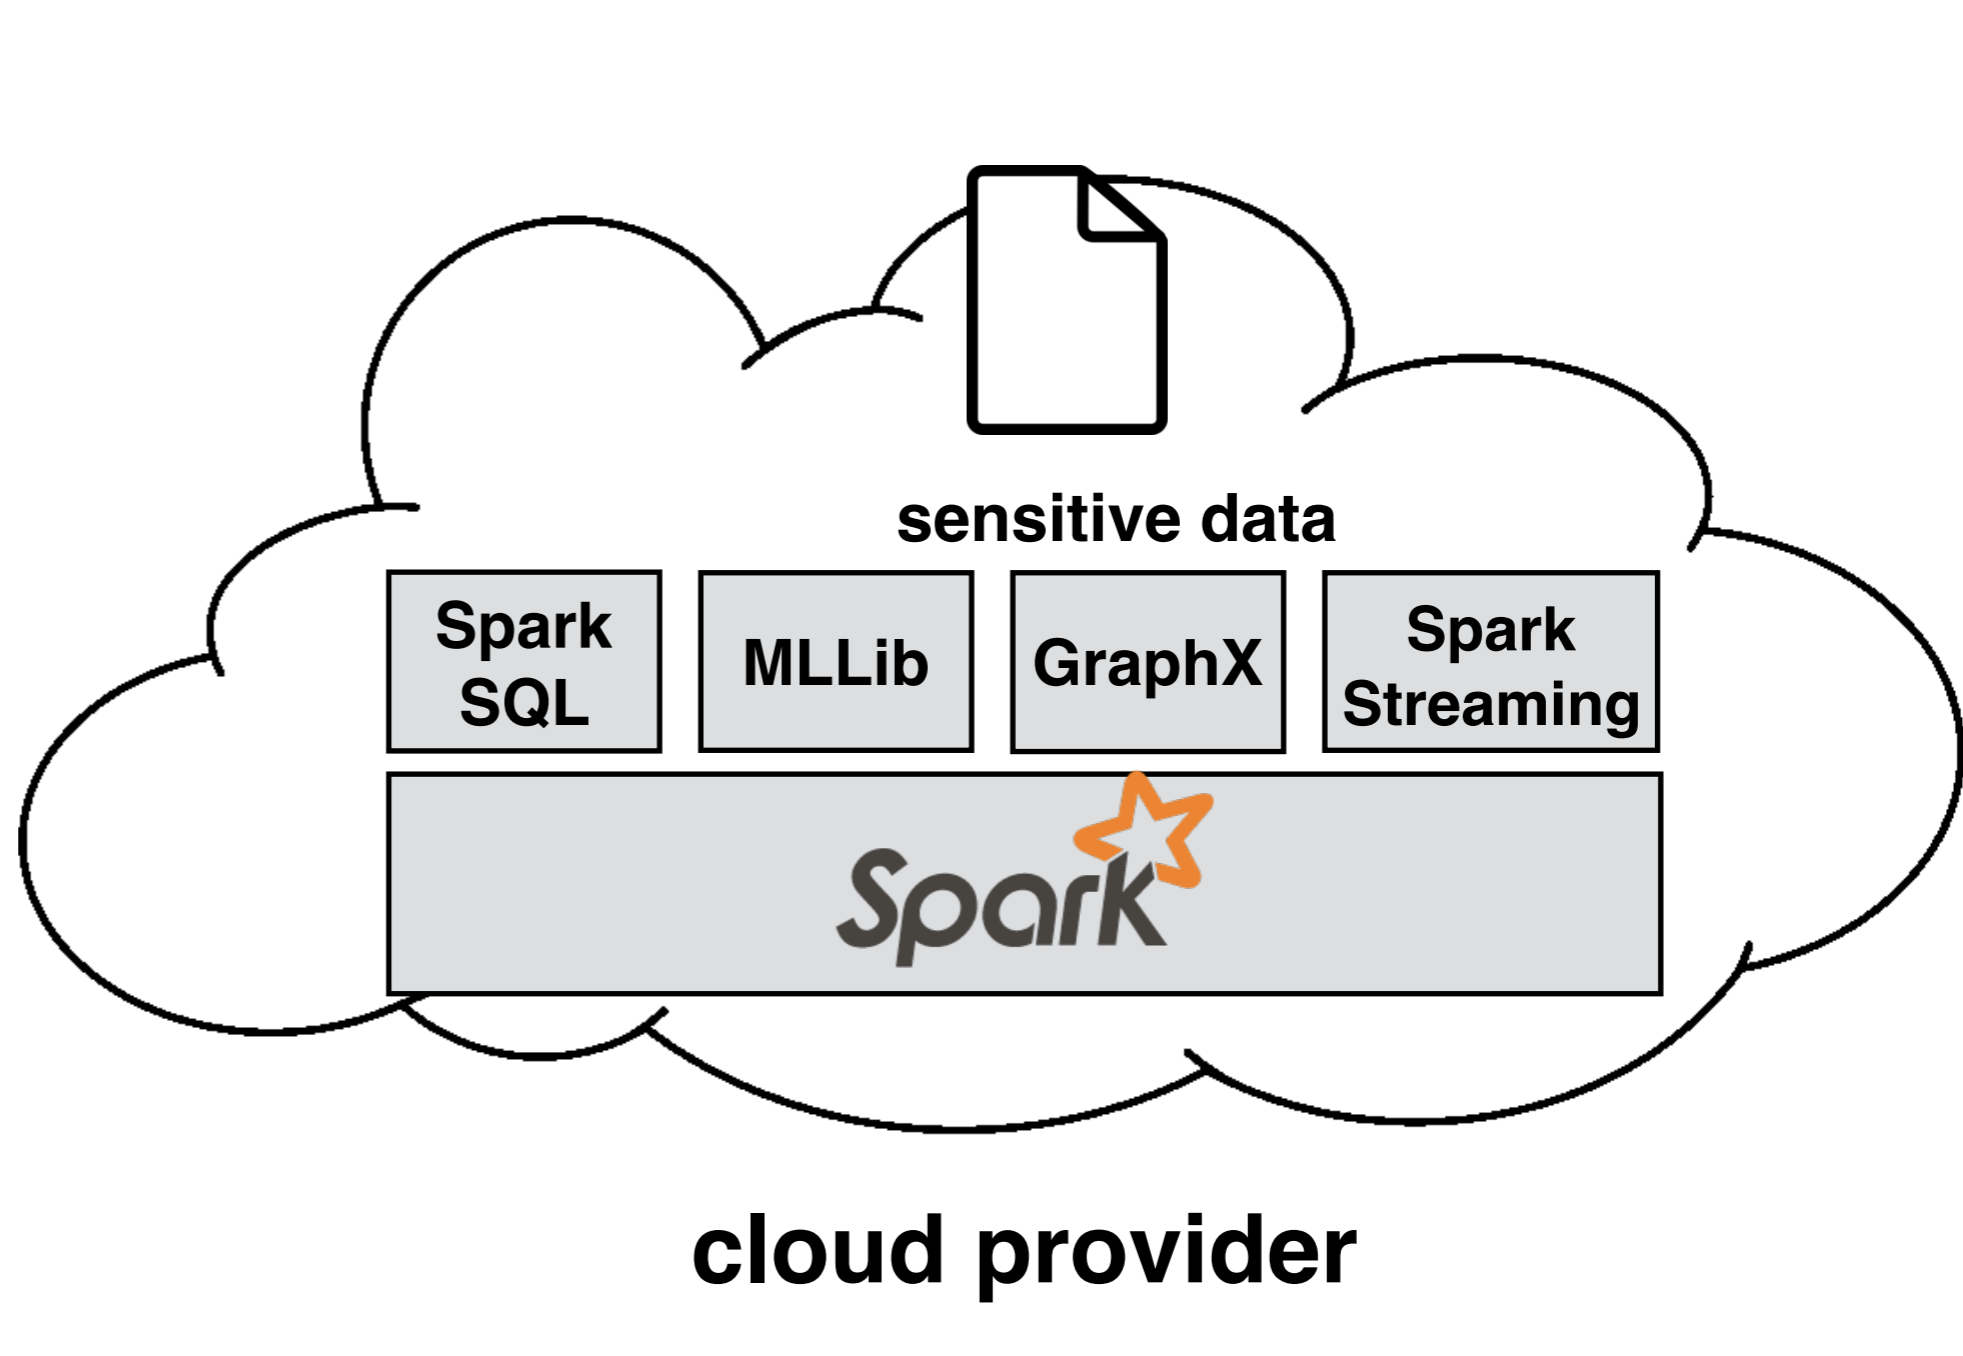 sensitive data
Spark
SQL
MLLib
GraphX
Spark
Streaming
Spark
cloud provider